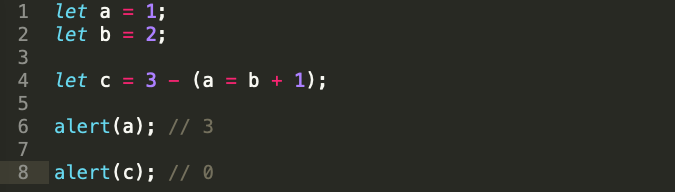 1 let a = 1;
2 let b = 2;
3
4 let c = 3 - (a = b + 1);
5
6 alert(a); // 3
7
8 alert(c); // 0